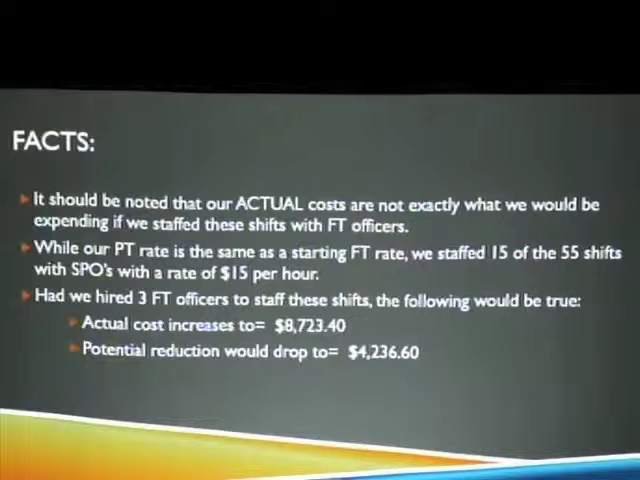 FACTS:
It should be noted that our ACTUAL costs are not exactly what we would be
expending if we staffed these shifts with FT officers.
While our PT rate is the same as a starting FT rate, we staffed 15 of the 55 shifts
with SPO's with a rate of $15 per hour.
Had we hired 3 FT officers to staff these shifts, the following would be true:
Actual cost increases to= $8,723.40
Potential reduction would drop to= $4,236.60